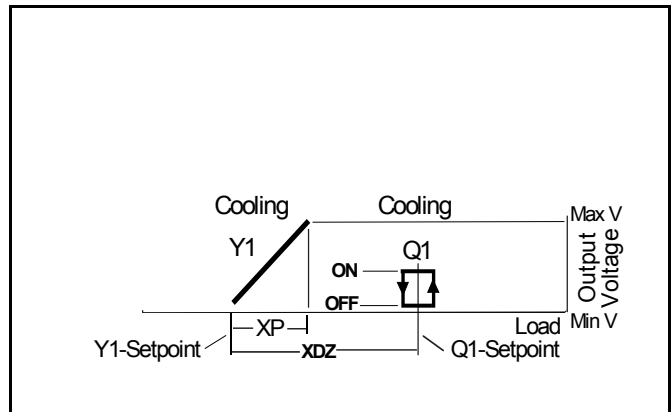 Cooling
Cooling
Max V
Y1
Q1
ON
OFF
Output
Voltage
XP
Load
Min V
Y1-Setpoint
XDZ
Q1-Setpoint